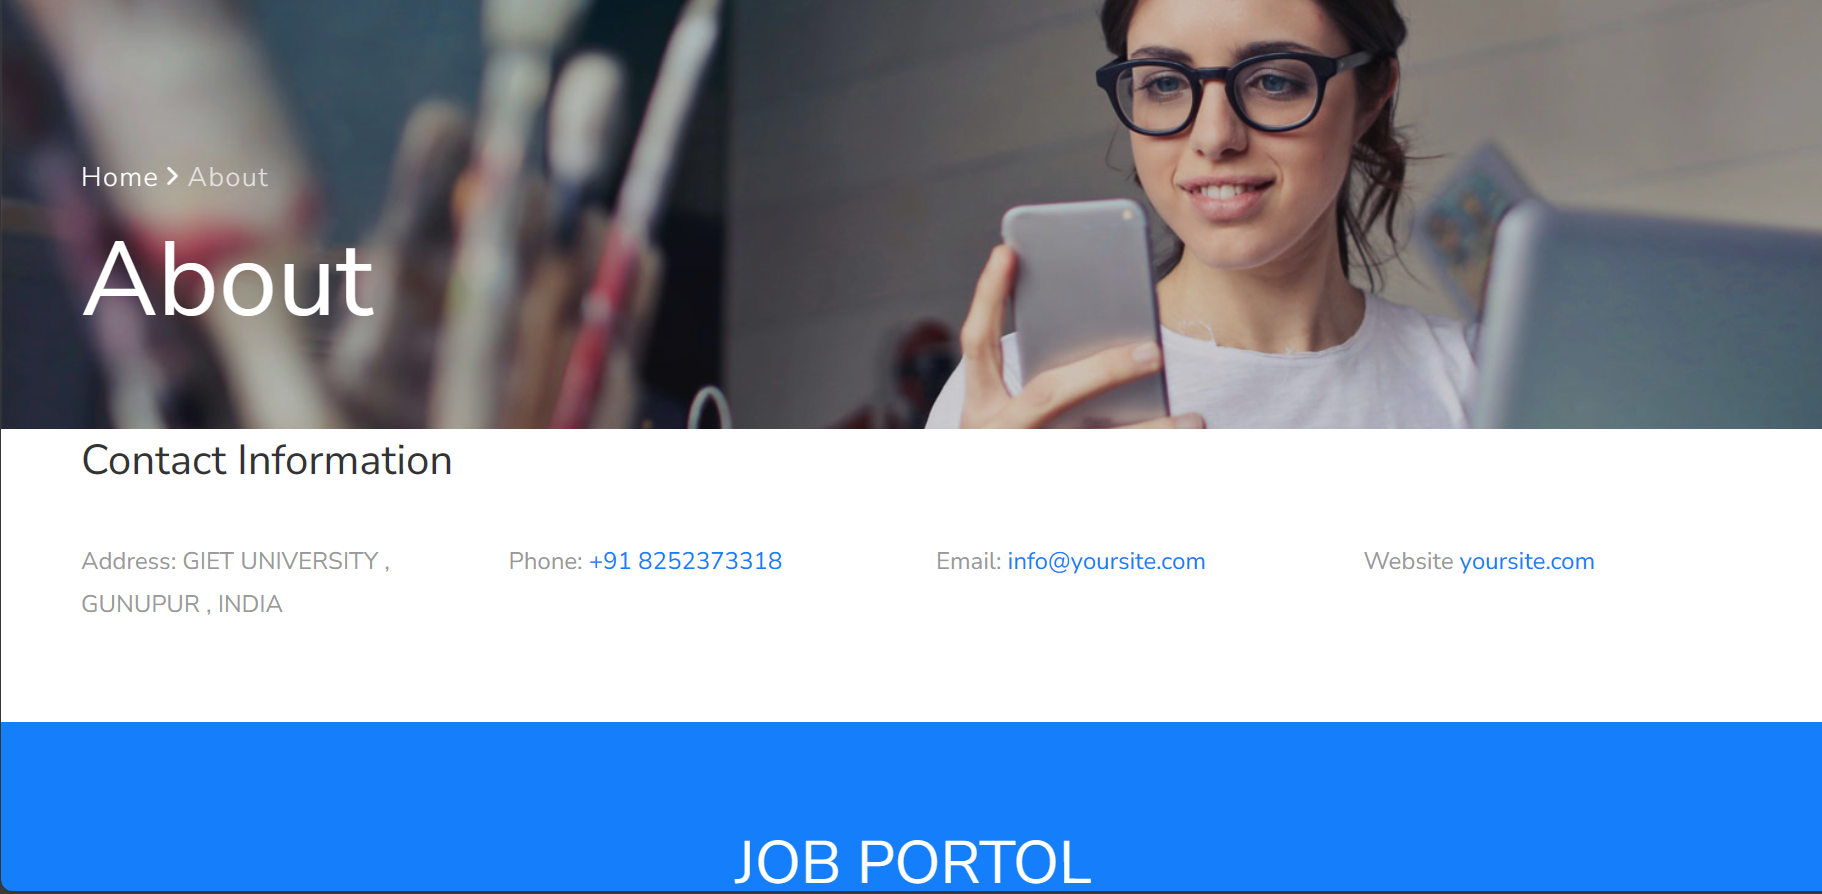 Home > About
About
Contact Information
Address: GIET UNIVERSITY ,
GUNUPUR , INDIA
Phone: +91 8252373318
Email: info@yoursite.com
Website yoursite.com
JOB PORTOL